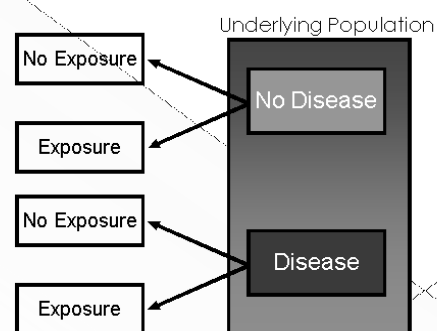 Underlying Population
No Exposure
No Disease
Exposure
No Exposure
Disease
Exposure